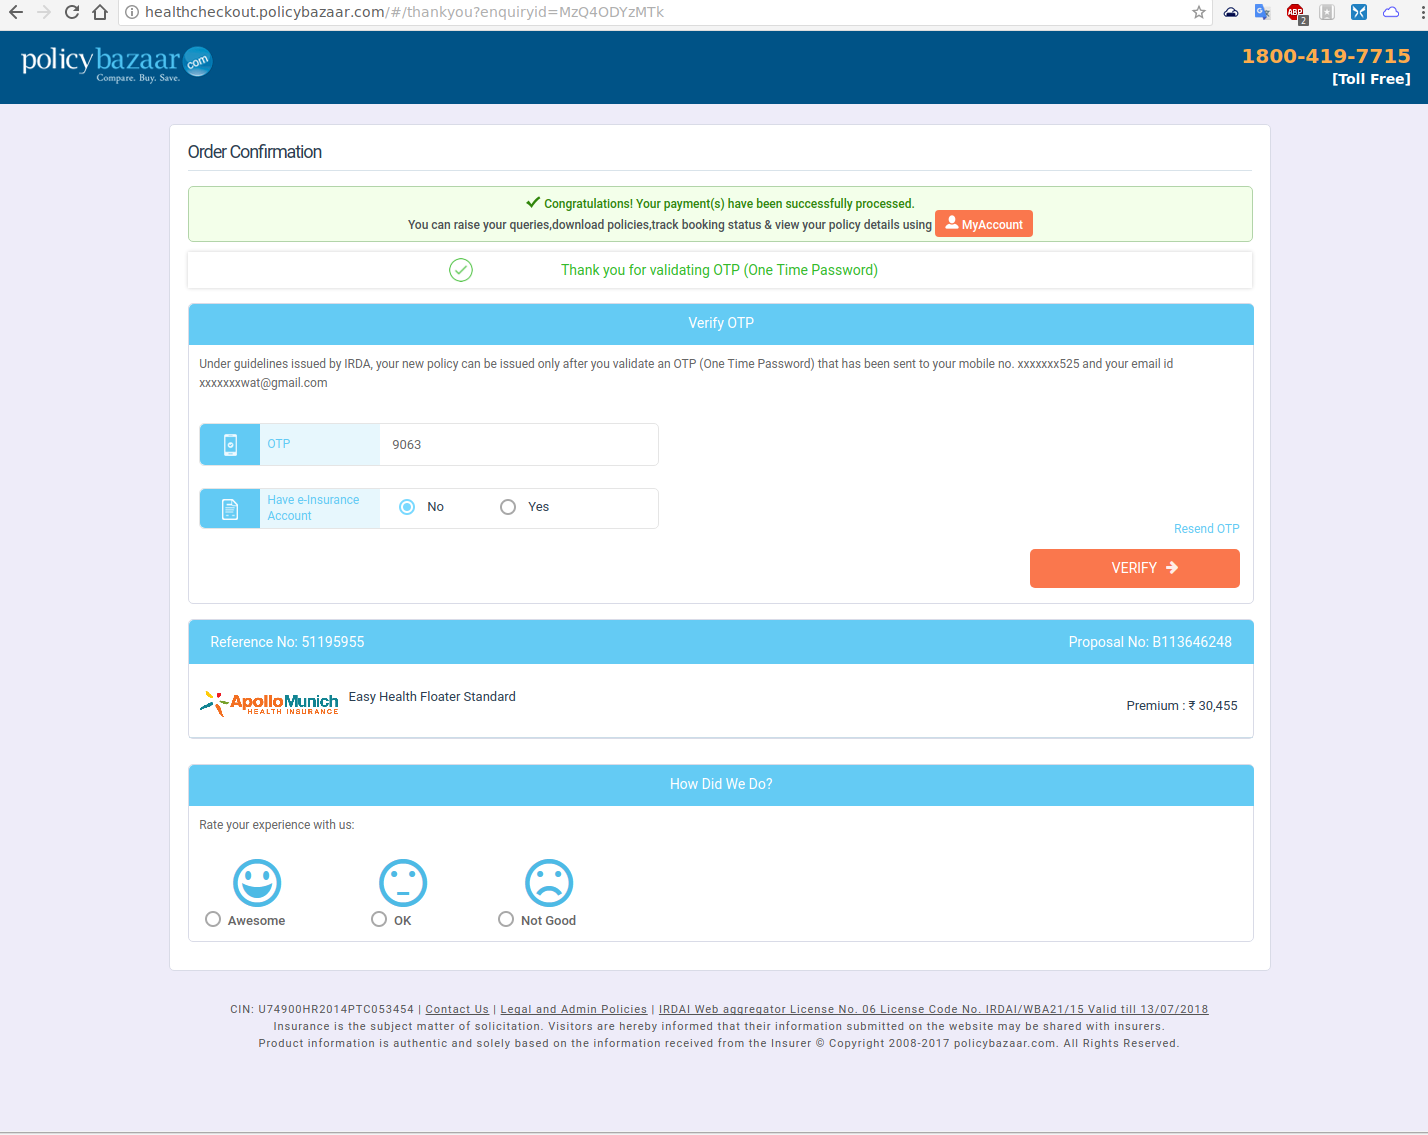 healthcheckout.policybazaar.com/#/thankyou?enquiryid=MzQ4ODYzMTk
ABP
2
policybazaar.com
Compare. Buy. Save.
1800-419-7715
[Toll Free]
Order Confirmation
Congratulations! Your payment(s) have been successfully processed.
You can raise your queries,download policies,track booking status & view your policy details using MyAccount
Thank you for validating OTP (One Time Password)
Verify OTP
Under guidelines issued by IRDA, your new policy can be issued only after you validate an OTP (One Time Password) that has been sent to your mobile no. xxxxxxx525 and your email id
xxxxxxxwat@gmail.com
OTP 9063
Have e-Insurance
Account
No Yes
Resend OTP
VERIFY
Reference No: 51195955 Proposal No: B113646248
ApolloMunich
HEALTH INSURANCE
Easy Health Floater Standard
Premium : ₹ 30,455
How Did We Do?
Rate your experience with us:
Awesome OK Not Good
CIN: U74900HR2014PTC053454 | Contact Us | Legal and Admin Policies | IRDAI Web aggregator License No. 06 License Code No. IRDAI/WBA21/15 Valid till 13/07/2018
Insurance is the subject matter of solicitation. Visitors are hereby informed that their information submitted on the website may be shared with insurers.
Product information is authentic and solely based on the information received from the Insurer © Copyright 2008-2017 policybazaar.com. All Rights Reserved.